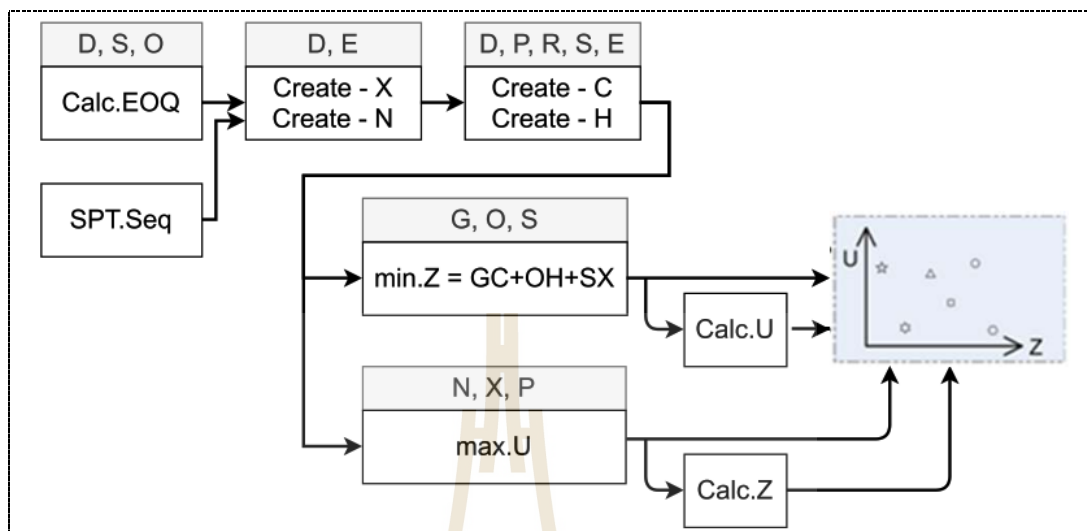 D, S, O
Calc.EOQ
SPT.Seq
D, E
Create - X
Create - N
D, P, R, S, E
Create - C
Create - H
G, O, S
min.Z = GC+OH+SX
Calc.U
N, X, P
max.U
Calc.Z
U
Z